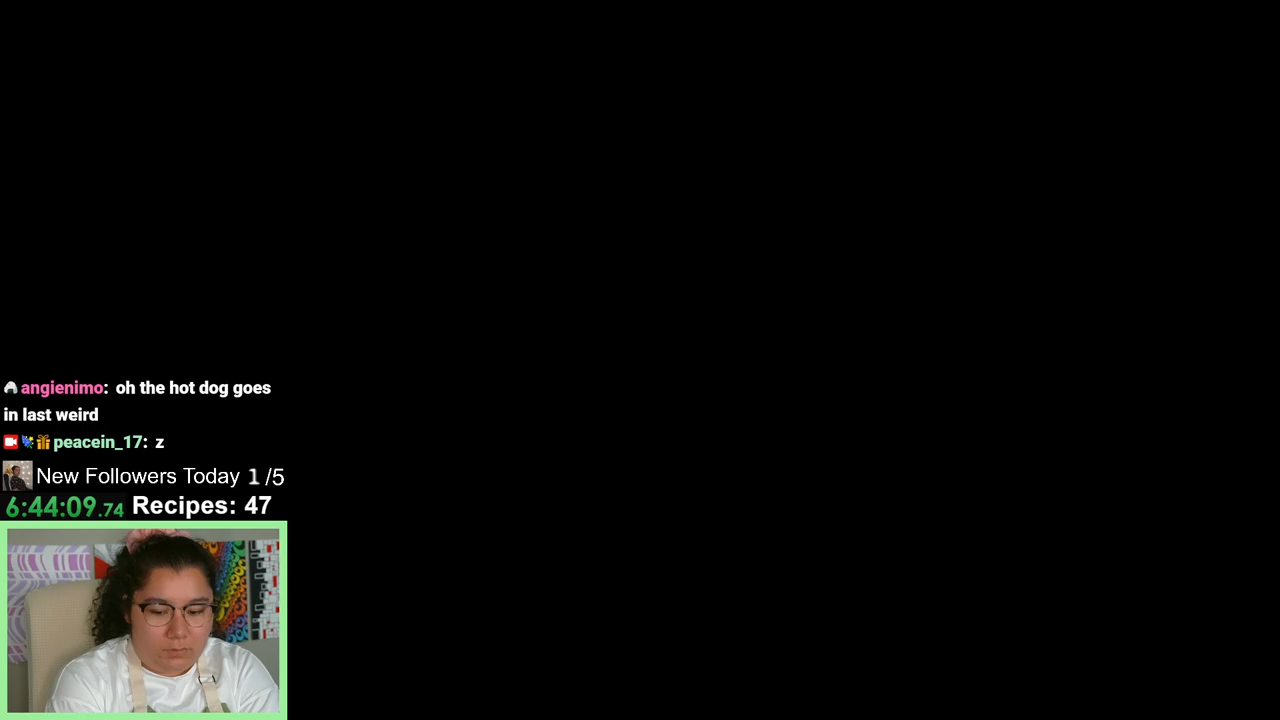 angienimo: oh the hot dog goes
in last weird
peacein_17: z
New Followers Today 1 /5
6:44:09.74 Recipes: 47